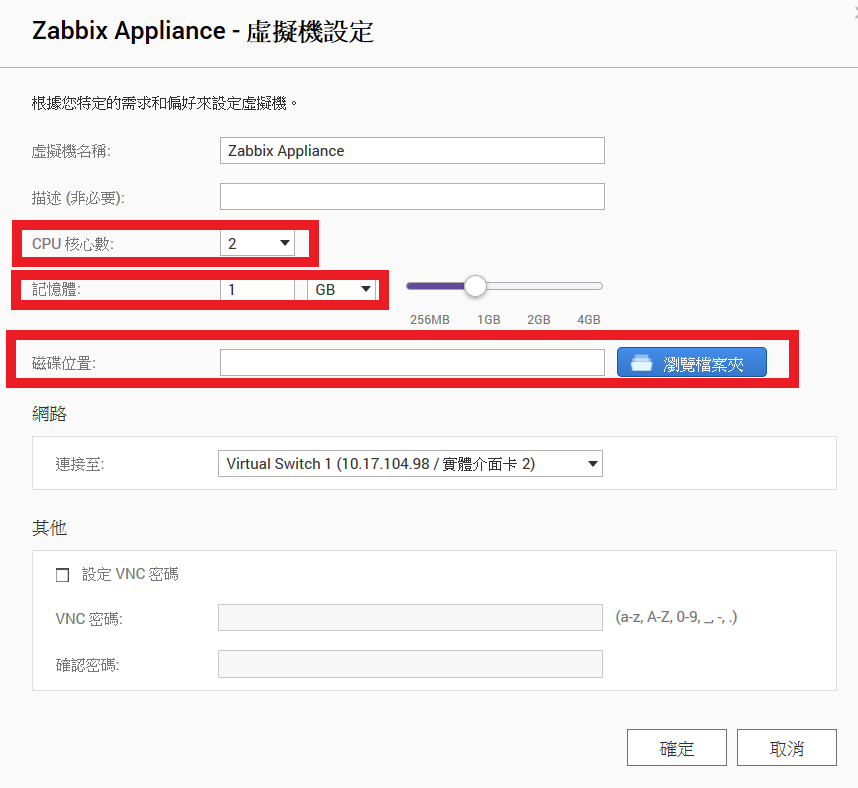 Zabbix Appliance - 虛擬機設定
根據您特定的需求和偏好來設定虛擬機。
虛擬機名稱: Zabbix Appliance
描述 (非必要):
CPU 核心數: 2
記憶體: 1 GB
256MB 1GB 2GB 4GB
磁碟位置: 瀏覽檔案夾
網路
連接至: Virtual Switch 1 (10.17.104.98 / 實體介面卡 2)
其他
設定 VNC 密碼
VNC 密碼: (a-z, A-Z, 0-9, _, -, .)
確認密碼:
確定 取消